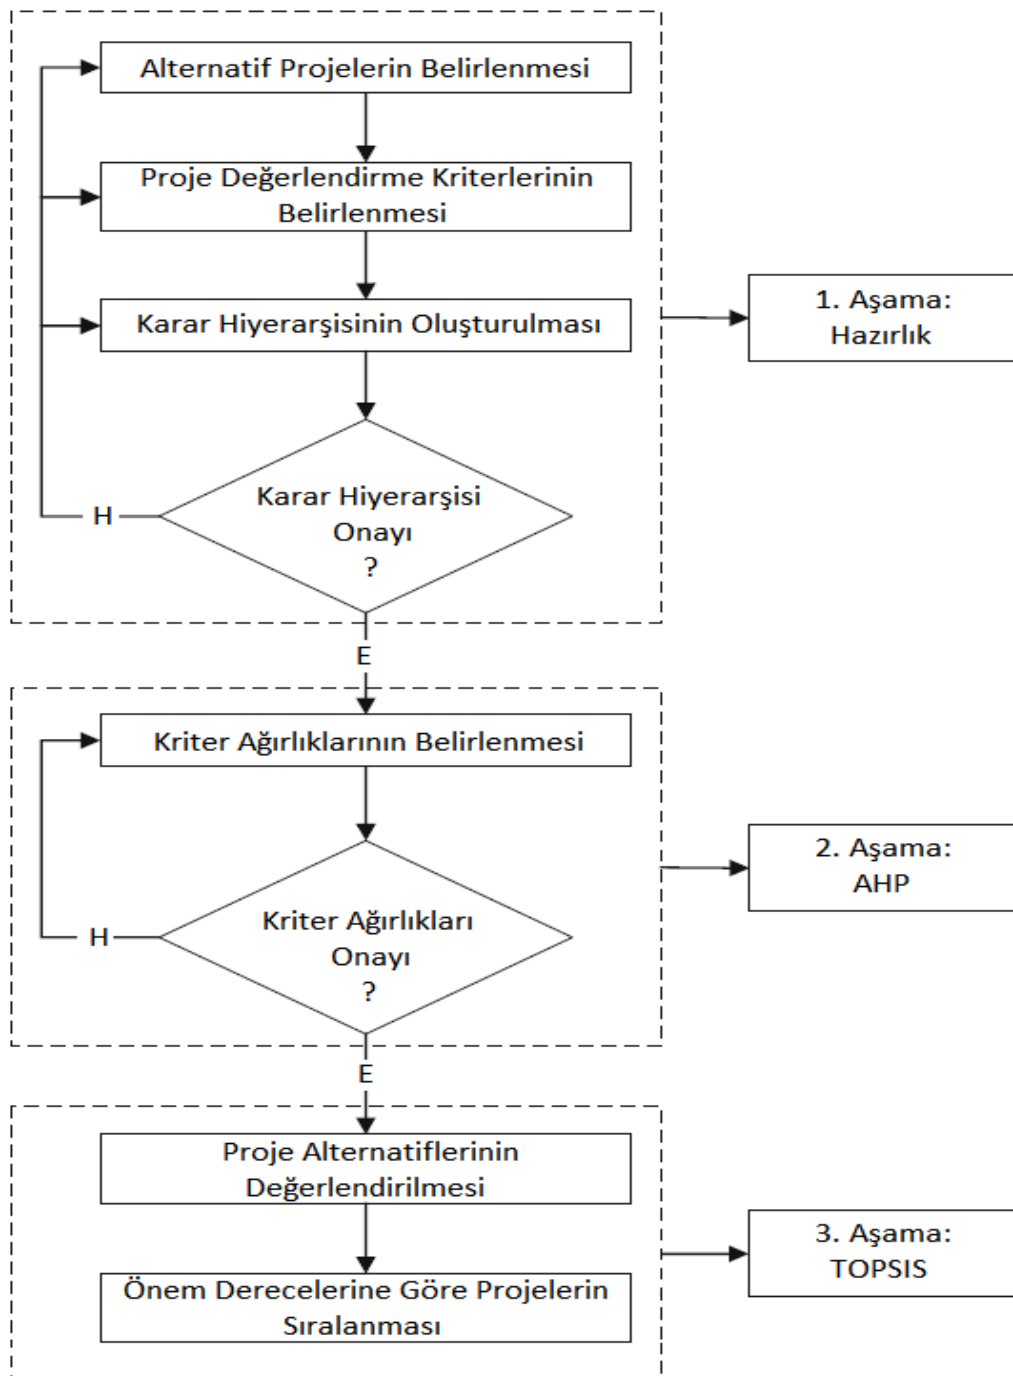 Alternatif Projelerin Belirlenmesi
Proje Değerlendirme Kriterlerinin
Belirlenmesi
Karar Hiyerarşisinin Oluşturulması
1. Aşama:
Hazırlık
Karar Hiyerarşisi
Onayı
?
H
E
Kriter Ağırlıklarının Belirlenmesi
2. Aşama:
AHP
Kriter Ağırlıkları
Onayı
?
H
E
Proje Alternatiflerinin
Değerlendirilmesi
3. Aşama:
TOPSIS
Önem Derecelerine Göre Projelerin
Sıralanması